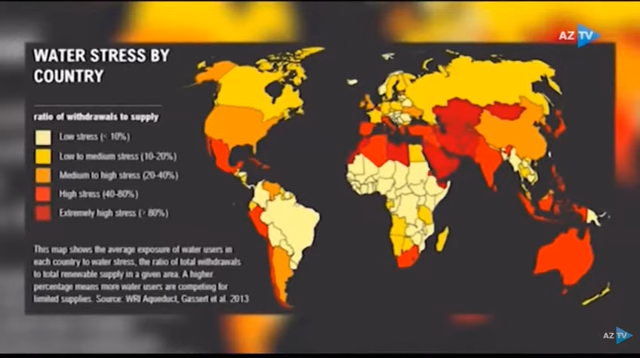 AZ TV
WATER STRESS BY
COUNTRY
ratio of withdrawals to supply
Low stress (< 10%)
Low to medium stress (10-20%)
Medium to high stress (20-40%)
High stress (40-80%)
Extremely high stress (> 80%)
This map shows the average exposure of water users in
each country to water stress, the ratio of total withdrawals
to total renewable supply in a given area. A higher
percentage means more water users are competing for
limited supplies. Source: WRI Aqueduct, Gassert et al. 2013
AZ TV